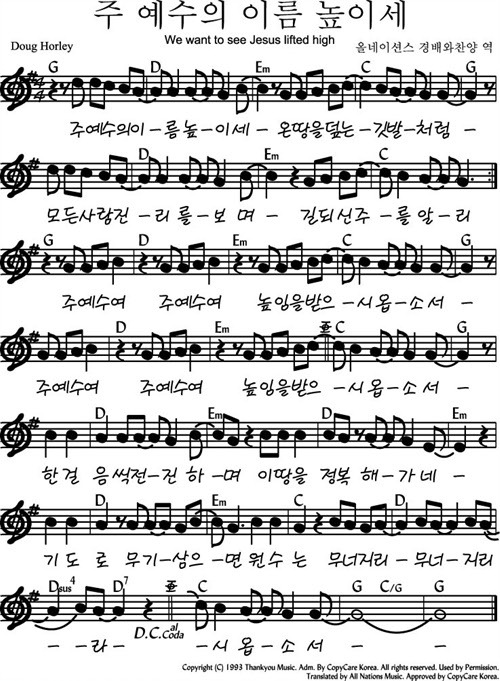 주 예수의 이름 높이세
We want to see Jesus lifted high
Doug Horley
올네이션스 경배와찬양 역
G D Em C G
주예수의이-름높-이세- 온땅을덮는-깃발-처럼 -
D Em C G
모든사람진-리를-보며- 길되신주-를알-리
G D Em C G
주예수여 주예수여 높임을받으-시옵-소서 -
D Em C G
주예수여 주예수여 높임을받으-시옵-소서 -
D Em C G D Em
한걸 음씩전-진하-며 이땅을 정복 해-가네-
D Em C G
기도로 무기-삼으-면원수는 무너저리- 무너-저리
Dsus4 D7 C G C/G G
- -라- -시 옵-소서 - -
D.C. al Coda
Copyright (C) 1993 Thankyou Music. Adm. By CopyCare Korea. All rights reserved. Used by Permission.
Translated by All Nations Music. Approved by CopyCare Korea.